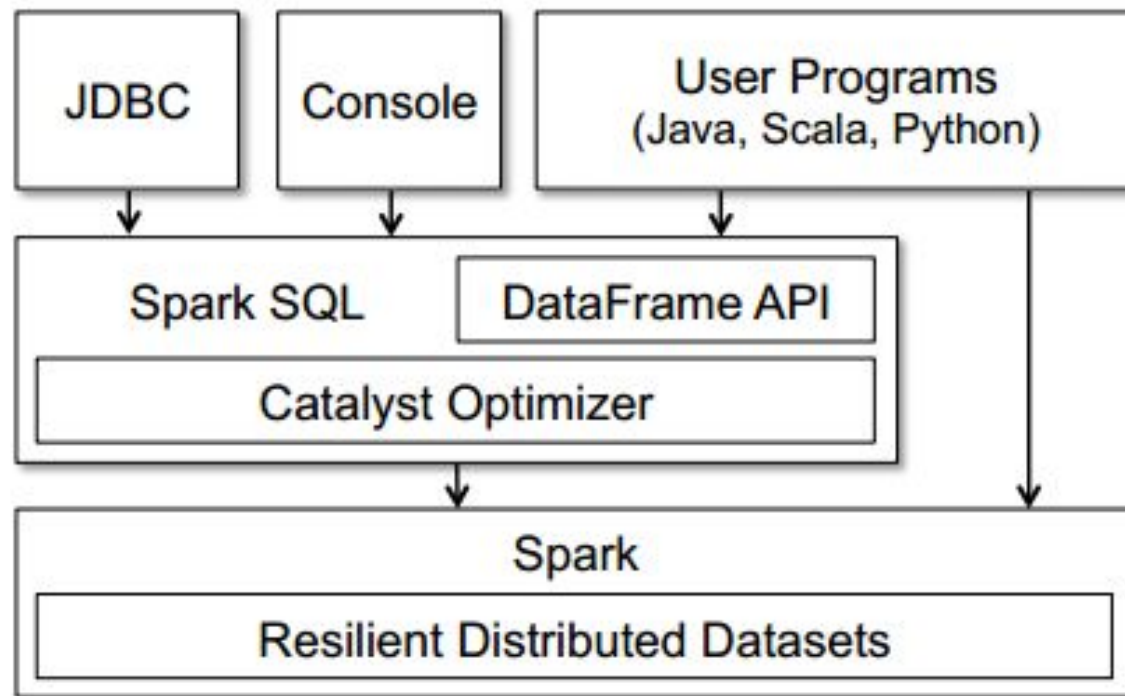 JDBC
Console
User Programs
(Java, Scala, Python)
Spark SQL
DataFrame API
Catalyst Optimizer
Spark
Resilient Distributed Datasets